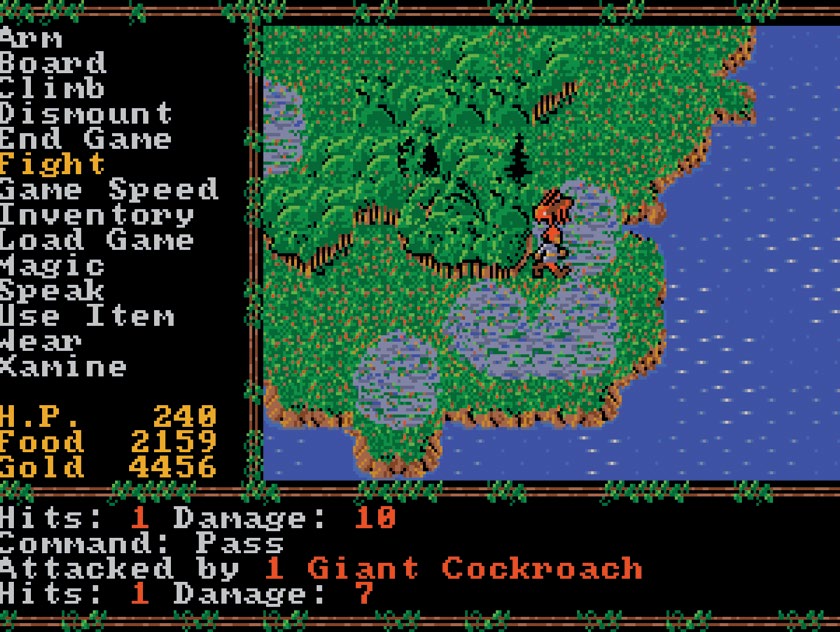 Arm
Board
Climb
Dismount
End Game
Fight
Game Speed
Inventory
Load Game
Magic
Speak
Use Item
Wear
Xamine
H.P. 240
Food 2159
Gold 4456
Hits: 1 Damage: 10
Command: Pass
Attacked by 1 Giant Cockroach
Hits: 1 Damage: 7